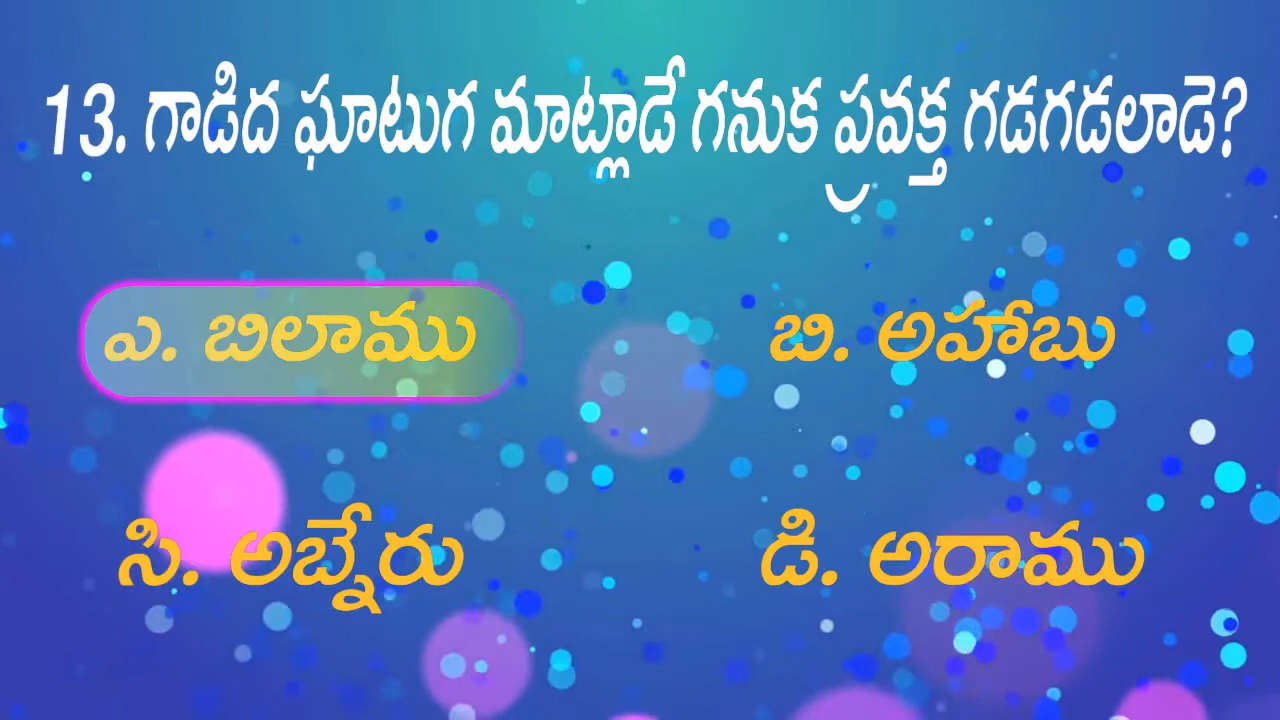 13. గాడిద ఘాటుగ మాట్లాడే గనుక ప్రవక్త గడగడలాడె?
ఎ. బిలాము
బి. అహాబు
సి. అబ్నేరు
డి. అరాము